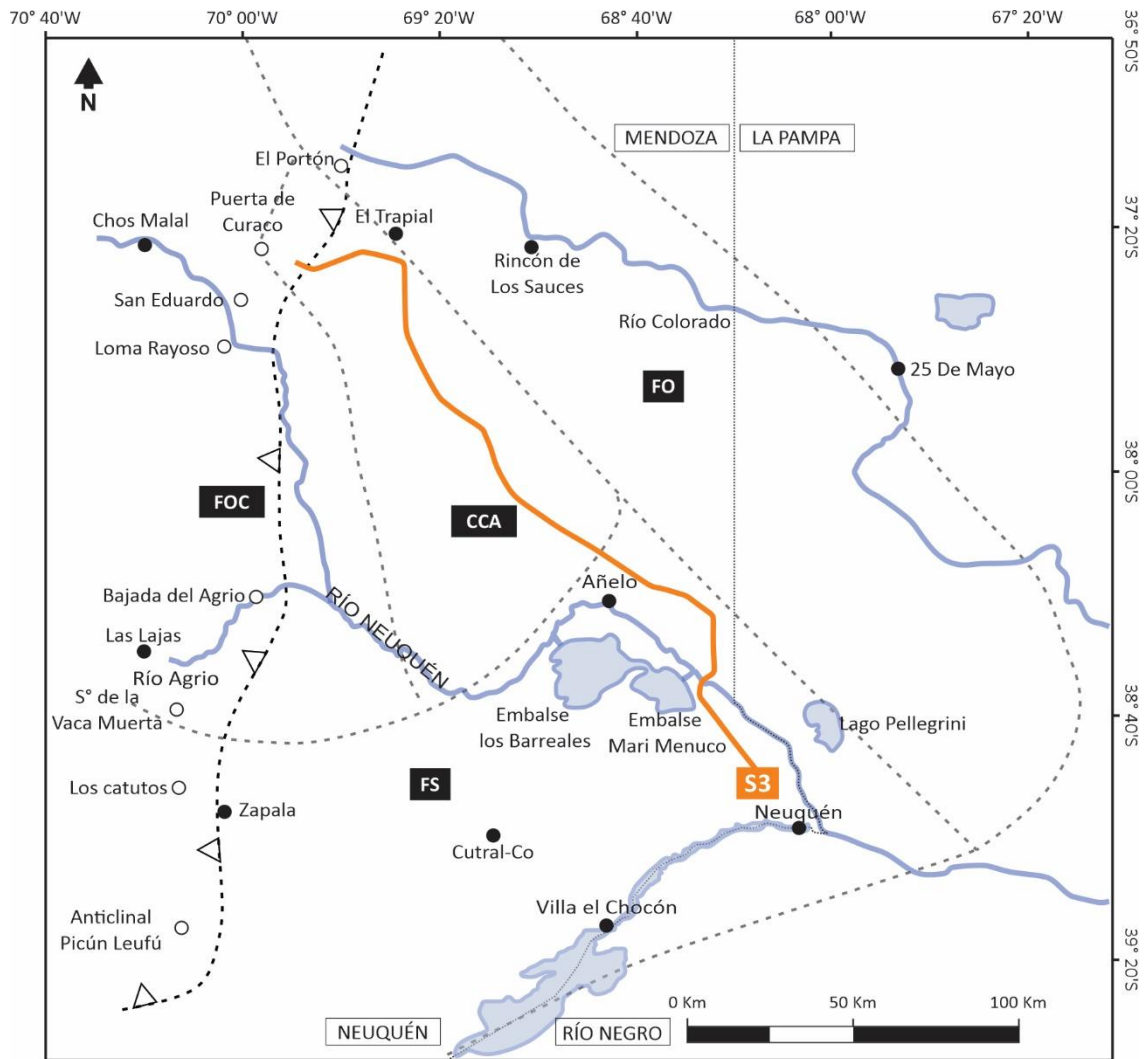 70° 40'W
70° 00'W
69° 20'W
68° 40'W
68° 00'W
67° 20'W
36° 50'S
N
MENDOZA
LA PAMPA
El Portón
Puerta de
Curaco
El Trapial
Chos Malal
37° 20'S
Rincón de
Los Sauces
San Eduardo
Río Colorado
Loma Rayoso
25 De Mayo
FO
38° 00'S
FOC
CCA
Añelo
Bajada del Agrio
RÍO NEUQUÉN
Las Lajas
Río Agrio
S° de la
Vaca Muerta
38° 40'S
Embalse
los Barreales
Embalse
Mari Menuco
Lago Pellegrini
Los catutos
FS
S3
Zapala
Neuquén
Cutral-Co
Villa el Chocón
Anticlinal
Picún Leufú
39° 20'S
0 Km
50 Km
100 Km
NEUQUÉN
RÍO NEGRO